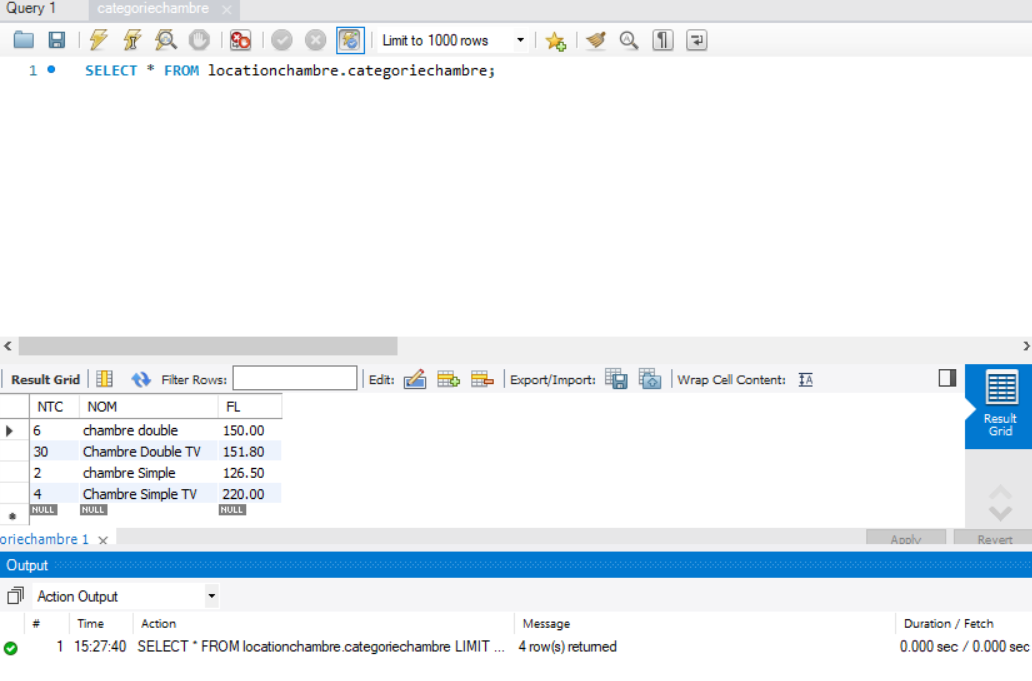 Query 1 categoriechambre
Limit to 1000 rows
1 SELECT * FROM locationchambre.categoriechambre;
Result Grid Filter Rows: Edit: Export/Import: Wrap Cell Content:
Result
Grid
NTC NOM FL
6 chambre double 150.00
30 Chambre Double TV 151.80
2 chambre Simple 126.50
4 Chambre Simple TV 220.00
NULL NULL NULL
oriechambre 1 Apply Revert
Output
Action Output
# Time Action Message Duration / Fetch
1 15:27:40 SELECT * FROM locationchambre.categoriechambre LIMIT ... 4 row(s) returned 0.000 sec / 0.000 sec